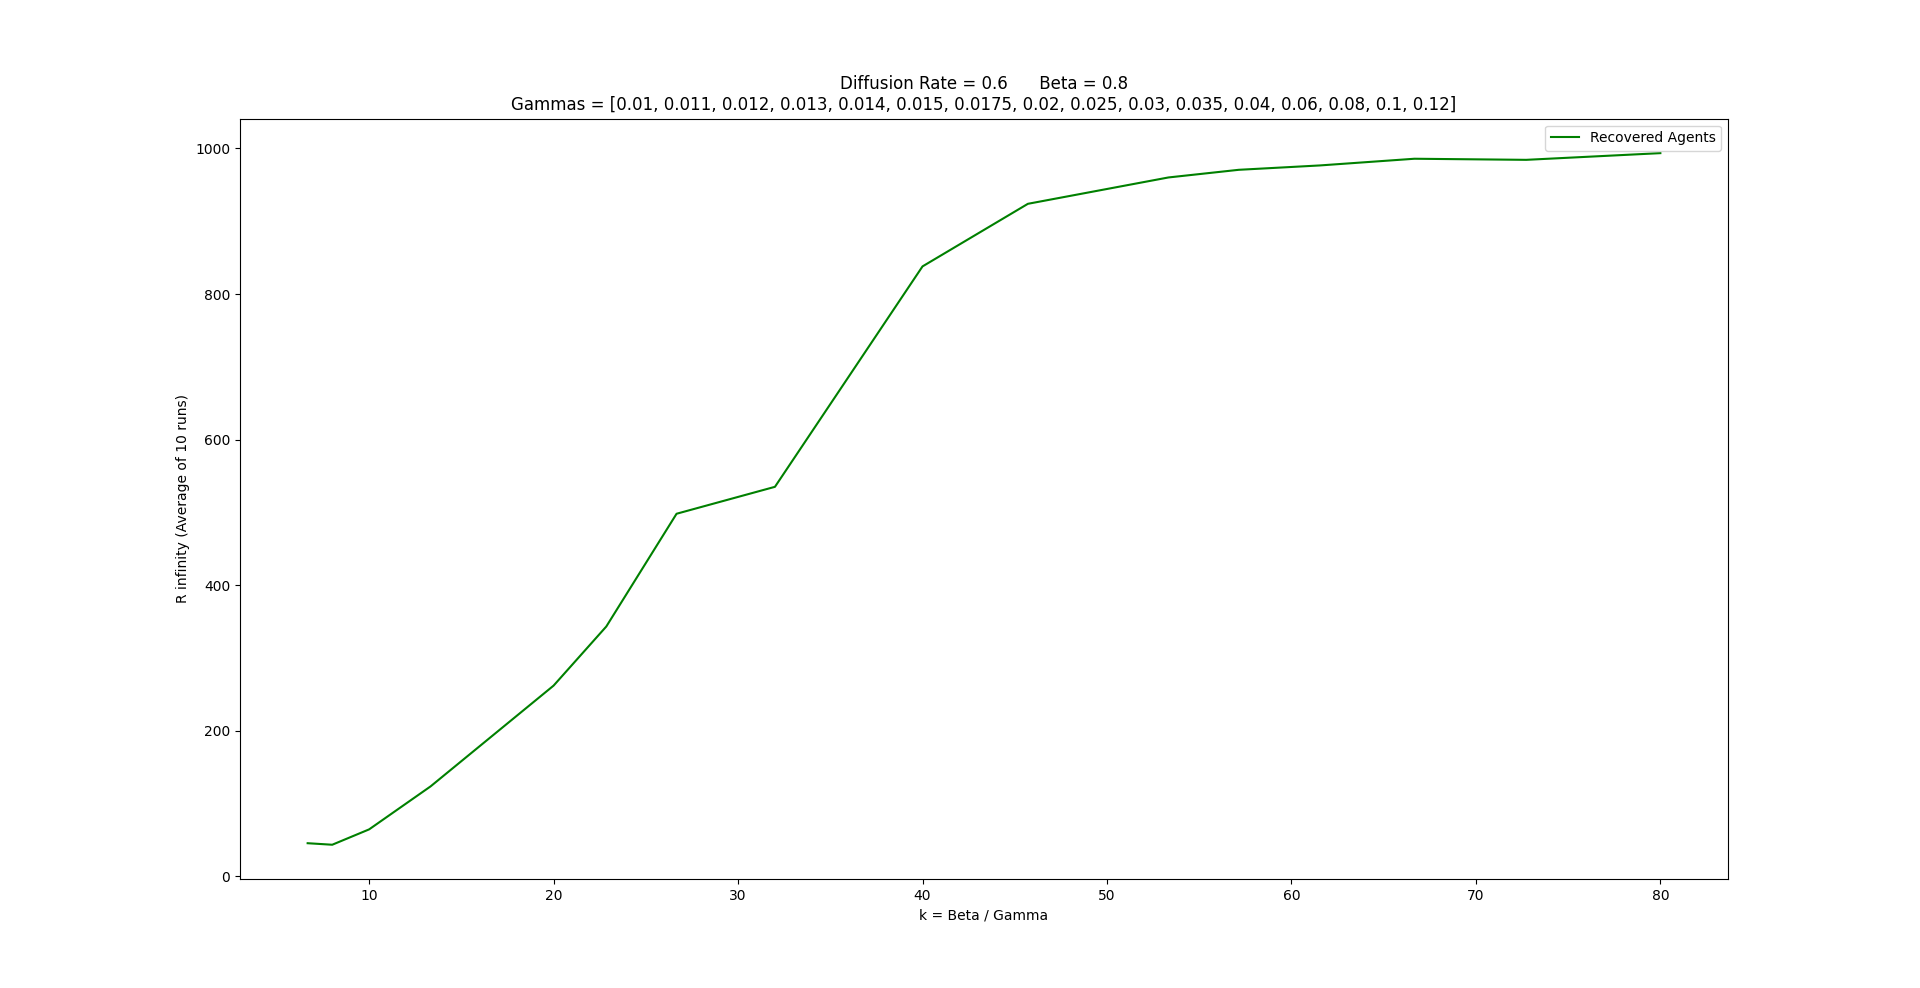 Diffusion Rate = 0.6      Beta = 0.8
Gammas = [0.01, 0.011, 0.012, 0.013, 0.014, 0.015, 0.0175, 0.02, 0.025, 0.03, 0.035, 0.04, 0.06, 0.08, 0.1, 0.12]
Recovered Agents
1000
800
600
400
200
0
R infinity (Average of 10 runs)
10 20 30 40 50 60 70 80
k = Beta / Gamma